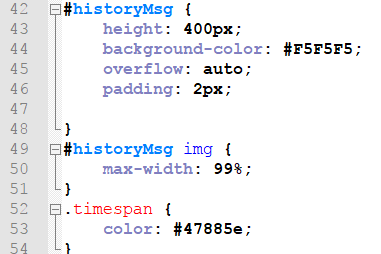 42 #historyMsg {
43 height: 400px;
44 background-color: #F5F5F5;
45 overflow: auto;
46 padding: 2px;
47
48 }
49 #historyMsg img {
50 max-width: 99%;
51 }
52 .timespan {
53 color: #47885e;
54 }